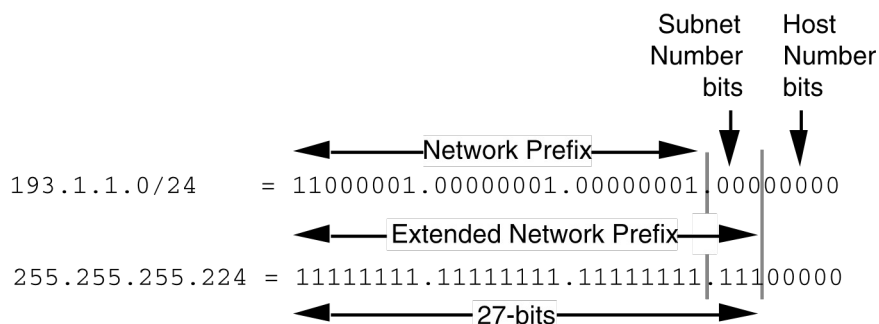 Subnet Number bits
Host Number bits
Network Prefix
193.1.1.0/24 = 11000001.00000001.00000001.00000000
Extended Network Prefix
255.255.255.224 = 11111111.11111111.11111111.11100000
27-bits